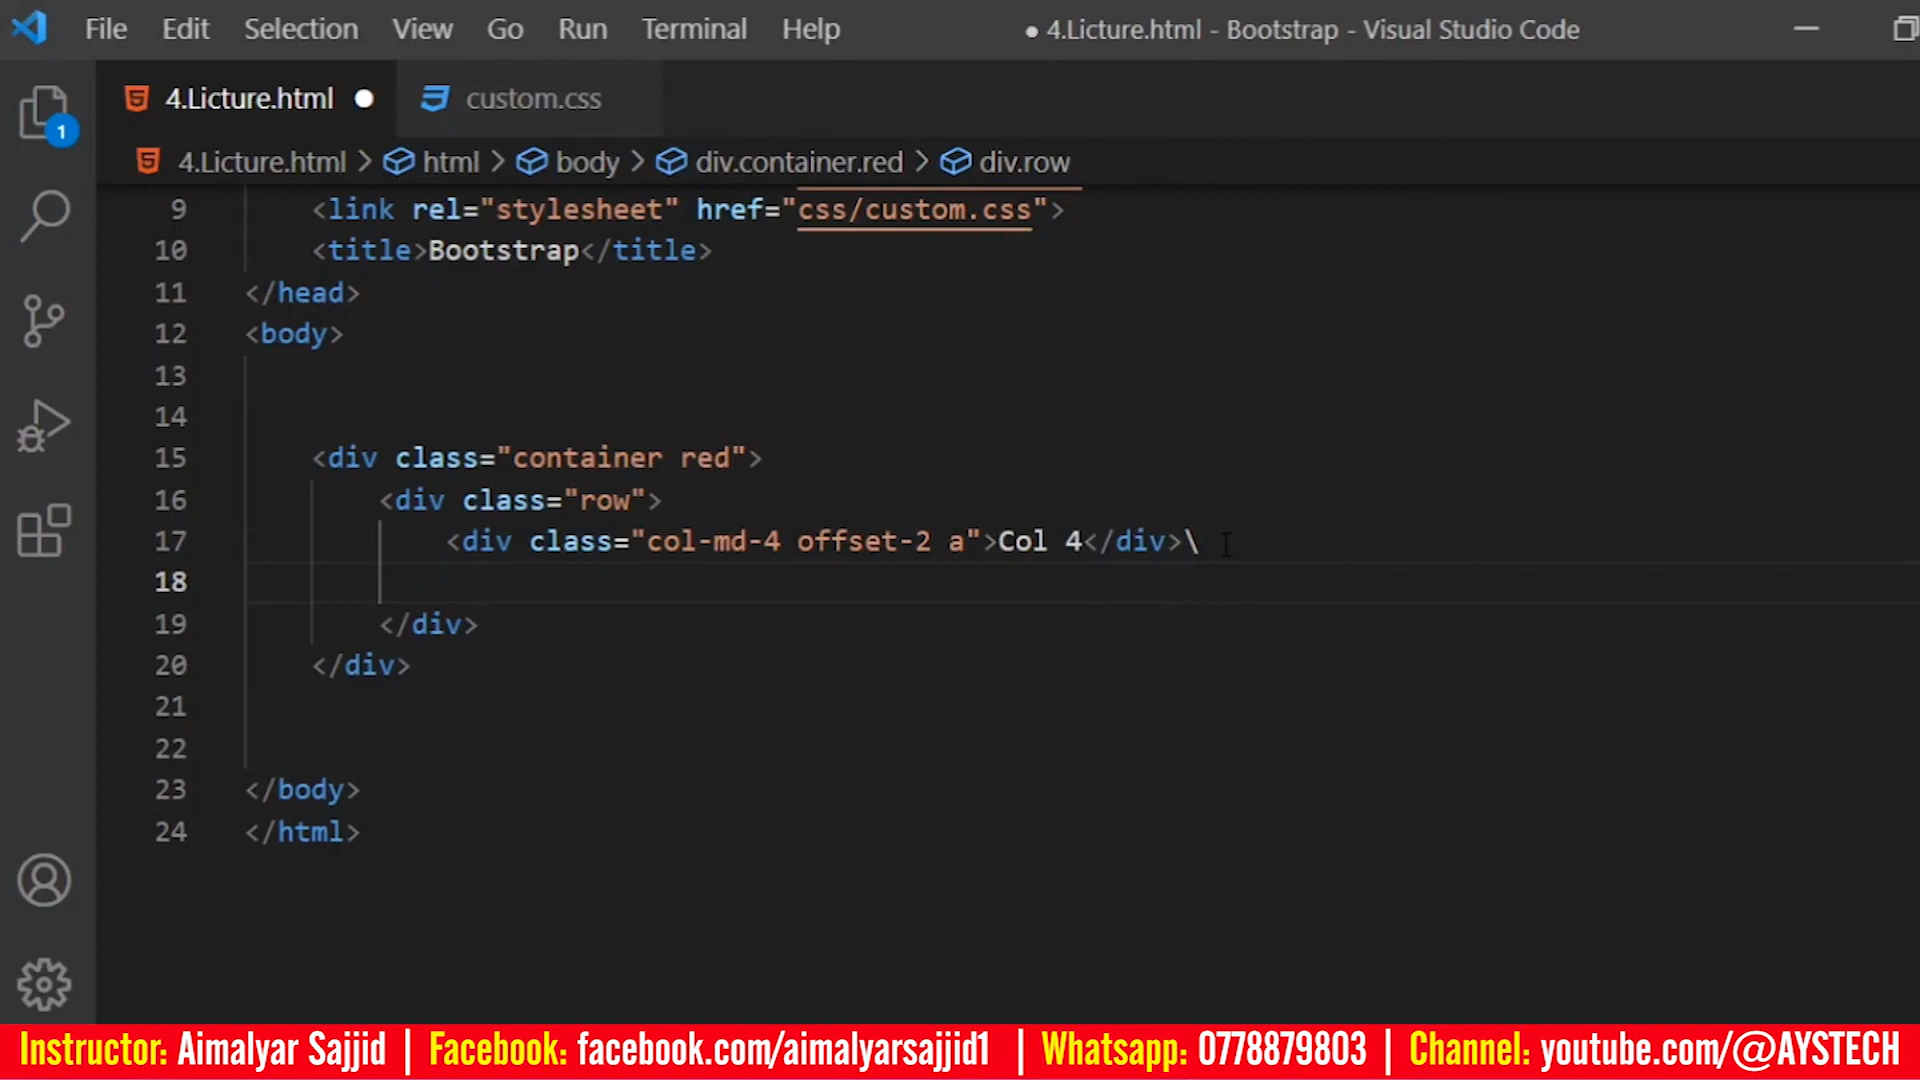 File Edit Selection View Go Run Terminal Help ● 4.Licture.html - Bootstrap - Visual Studio Code
4.Licture.html ● custom.css
4.Licture.html > html > body > div.container.red > div.row
1
9 <link rel="stylesheet" href="css/custom.css">
10 <title>Bootstrap</title>
11 </head>
12 <body>
13
14
15 <div class="container red">
16 <div class="row">
17 <div class="col-md-4 offset-2 a">Col 4</div>\
18
19 </div>
20 </div>
21
22
23 </body>
24 </html>
Instructor: Aimalyar Sajjid | Facebook: facebook.com/aimalyarsajjid1 | Whatsapp: 0778879803 | Channel: youtube.com/@AYSTECH